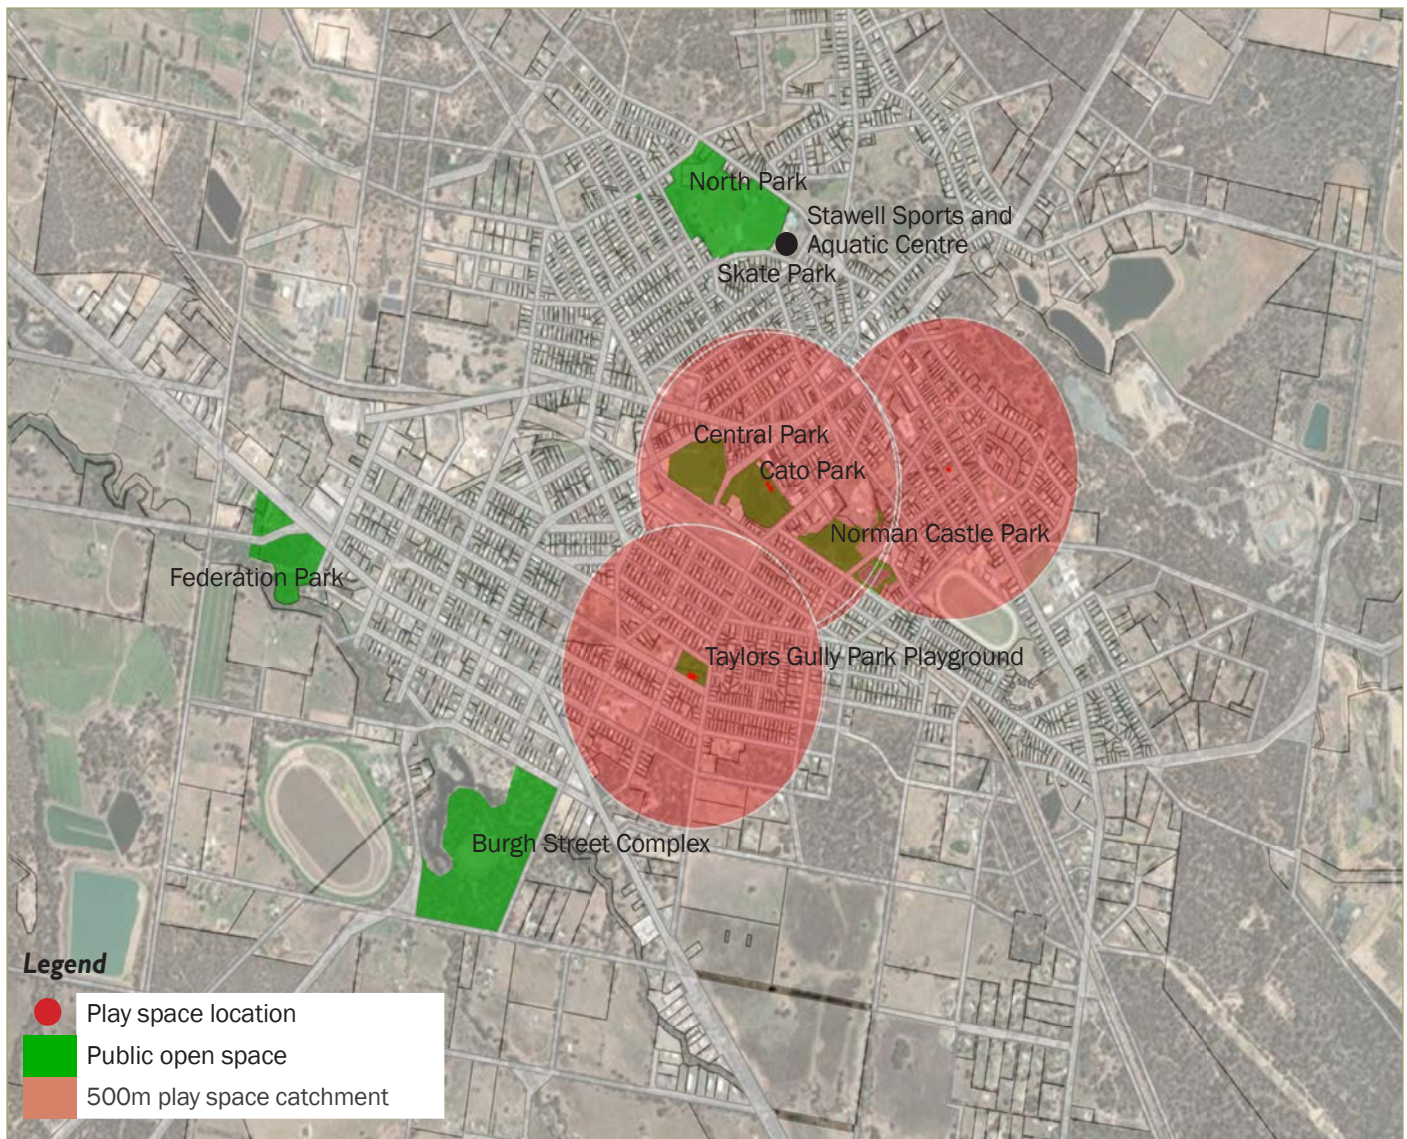 North Park
Stawell Sports and
Aquatic Centre
Skate Park
Central Park
Cato Park
Norman Castle Park
Federation Park
Taylors Gully Park Playground
Burgh Street Complex
Legend
Play space location
Public open space
500m play space catchment